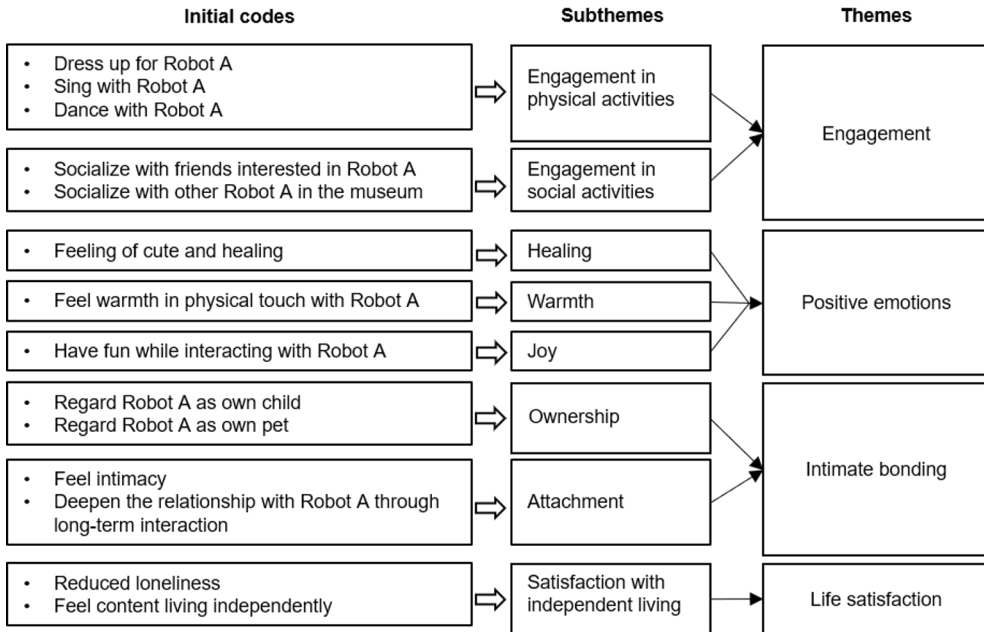 Initial codes
Subthemes
Themes
• Dress up for Robot A
• Sing with Robot A
• Dance with Robot A
Engagement in
physical activities
Engagement
• Socialize with friends interested in Robot A
• Socialize with other Robot A in the museum
Engagement in
social activities
• Feeling of cute and healing
Healing
• Feel warmth in physical touch with Robot A
Warmth
Positive emotions
• Have fun while interacting with Robot A
Joy
• Regard Robot A as own child
• Regard Robot A as own pet
Ownership
Intimate bonding
• Feel intimacy
• Deepen the relationship with Robot A through
long-term interaction
Attachment
• Reduced loneliness
• Feel content living independently
Satisfaction with
independent living
Life satisfaction